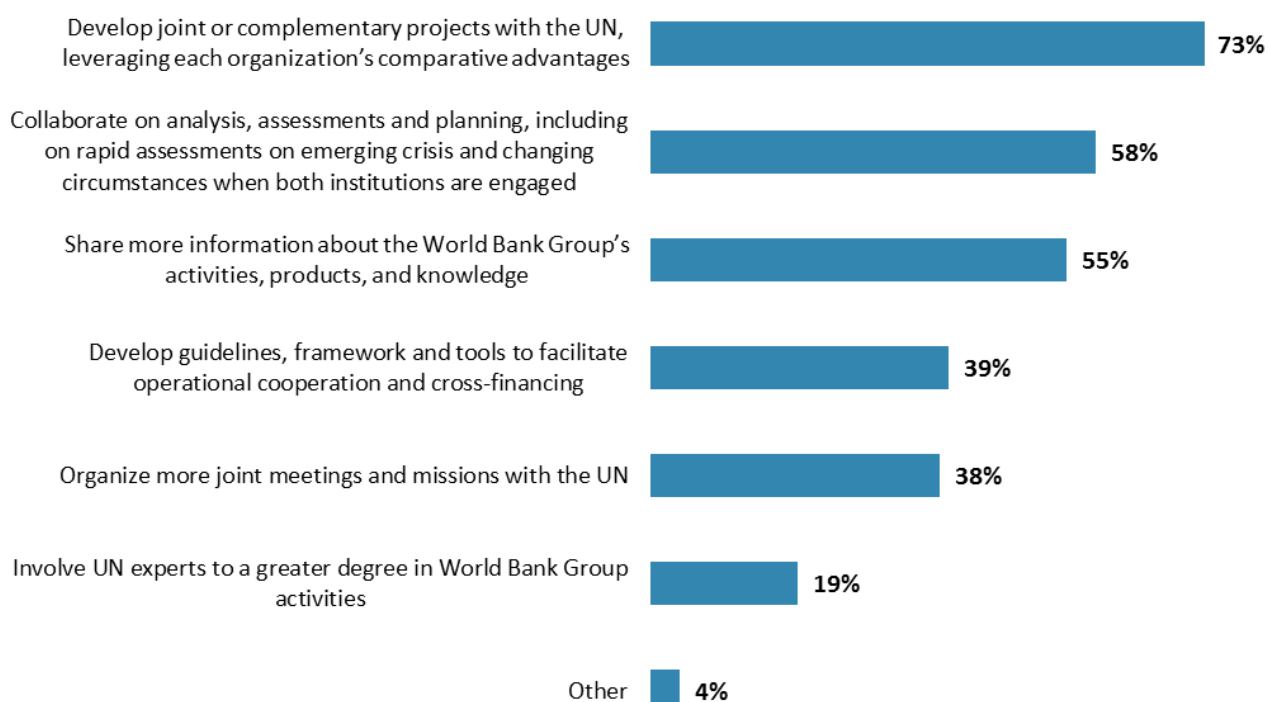 Develop joint or complementary projects with the UN,
leveraging each organization's comparative advantages
73%
Collaborate on analysis, assessments and planning, including
on rapid assessments on emerging crisis and changing
circumstances when both institutions are engaged
58%
Share more information about the World Bank Group's
activities, products, and knowledge
55%
Develop guidelines, framework and tools to facilitate
operational cooperation and cross-financing
39%
Organize more joint meetings and missions with the UN
38%
Involve UN experts to a greater degree in World Bank Group
activities
19%
Other
4%